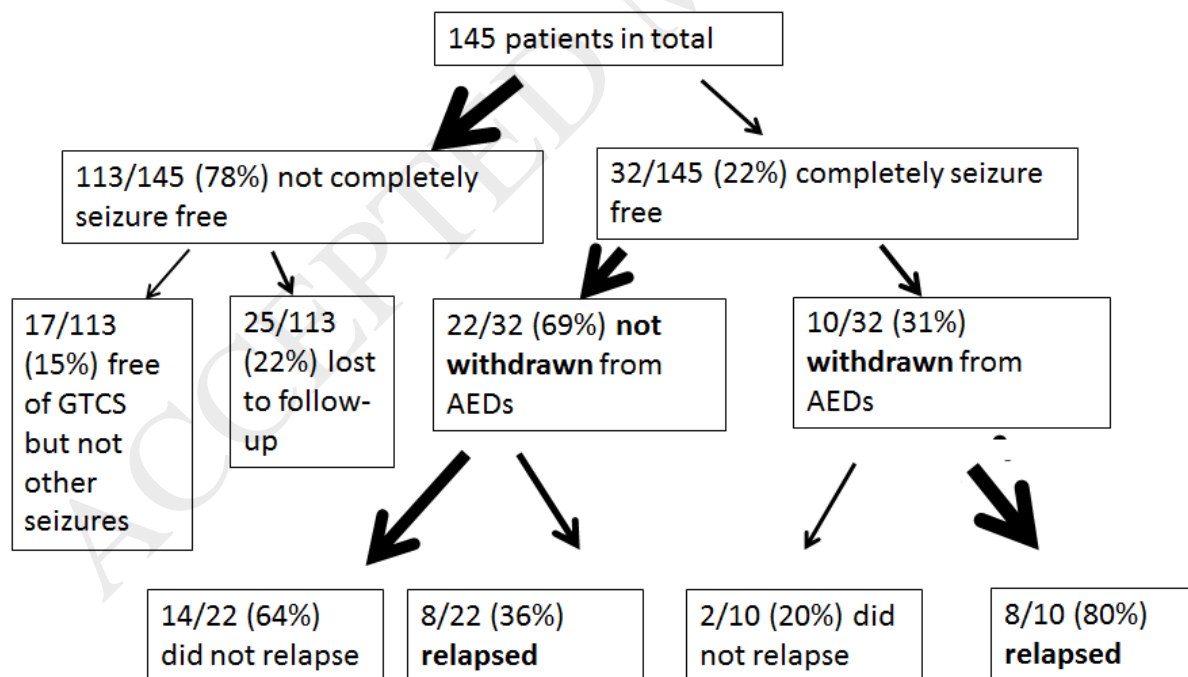 145 patients in total
113/145 (78%) not completely
seizure free
32/145 (22%) completely seizure
free
17/113
(15%) free
of GTCS
but not
other
seizures
25/113
(22%) lost
to follow-
up
22/32 (69%) not
withdrawn from
AEDs
10/32 (31%)
withdrawn from
AEDs
14/22 (64%)
did not relapse
8/22 (36%)
relapsed
2/10 (20%) did
not relapse
8/10 (80%)
relapsed
ACCEPTED M